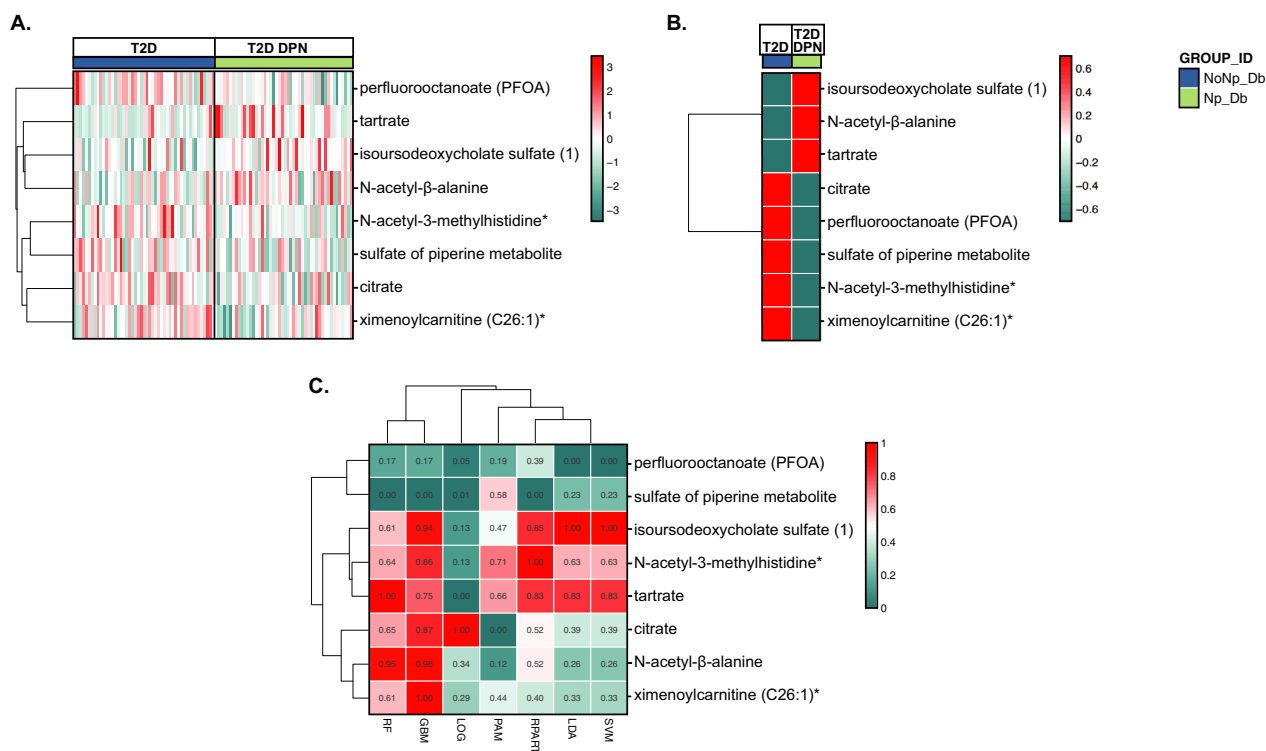 A.
T2D
T2D DPN
perfluorooctanoate (PFOA)
tartrate
isoursodeoxycholate sulfate (1)
N-acetyl-β-alanine
N-acetyl-3-methylhistidine*
sulfate of piperine metabolite
citrate
ximenoylcarnitine (C26:1)*
3
2
1
0
−1
−2
−3
B.
T2D
T2D
DPN
isoursodeoxycholate sulfate (1)
N-acetyl-β-alanine
tartrate
citrate
perfluorooctanoate (PFOA)
sulfate of piperine metabolite
N-acetyl-3-methylhistidine*
ximenoylcarnitine (C26:1)*
0.6
0.4
0.2
0
−0.2
−0.4
−0.6
GROUP_ID
NoNp_Db
Np_Db
C.
0.17 0.17 0.05 0.19 0.39 0.00 0.00 perfluorooctanoate (PFOA)
0.00 0.00 0.01 0.58 0.00 0.23 0.23 sulfate of piperine metabolite
0.61 0.94 0.13 0.47 0.85 1.00 1.00 isoursodeoxycholate sulfate (1)
0.64 0.86 0.13 0.71 1.00 0.63 0.63 N-acetyl-3-methylhistidine*
1.00 0.75 0.00 0.66 0.83 0.83 0.83 tartrate
0.65 0.87 1.00 0.00 0.52 0.39 0.39 citrate
0.95 0.96 0.34 0.12 0.52 0.26 0.26 N-acetyl-β-alanine
0.61 1.00 0.29 0.44 0.40 0.33 0.33 ximenoylcarnitine (C26:1)*
RF GBM LOG PAM RPART LDA SVM
1
0.8
0.6
0.4
0.2
0